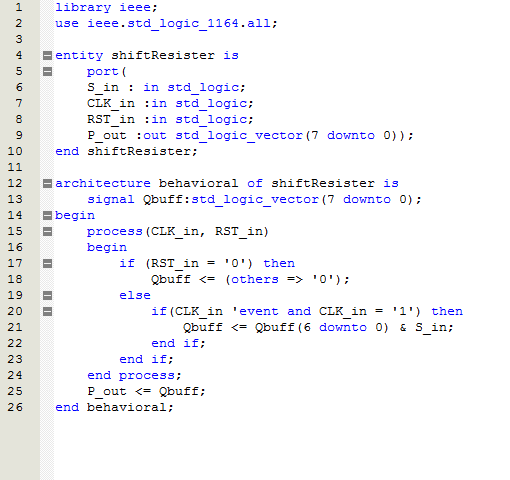 1 library ieee;
2 use ieee.std_logic_1164.all;
3
4 entity shiftResister is
5 port(
6 S_in : in std_logic;
7 CLK_in :in std_logic;
8 RST_in :in std_logic;
9 P_out :out std_logic_vector(7 downto 0));
10 end shiftResister;
11
12 architecture behavioral of shiftResister is
13 signal Qbuff:std_logic_vector(7 downto 0);
14 begin
15 process(CLK_in, RST_in)
16 begin
17 if (RST_in = '0') then
18 Qbuff <= (others => '0');
19 else
20 if(CLK_in 'event and CLK_in = '1') then
21 Qbuff <= Qbuff(6 downto 0) & S_in;
22 end if;
23 end if;
24 end process;
25 P_out <= Qbuff;
26 end behavioral;